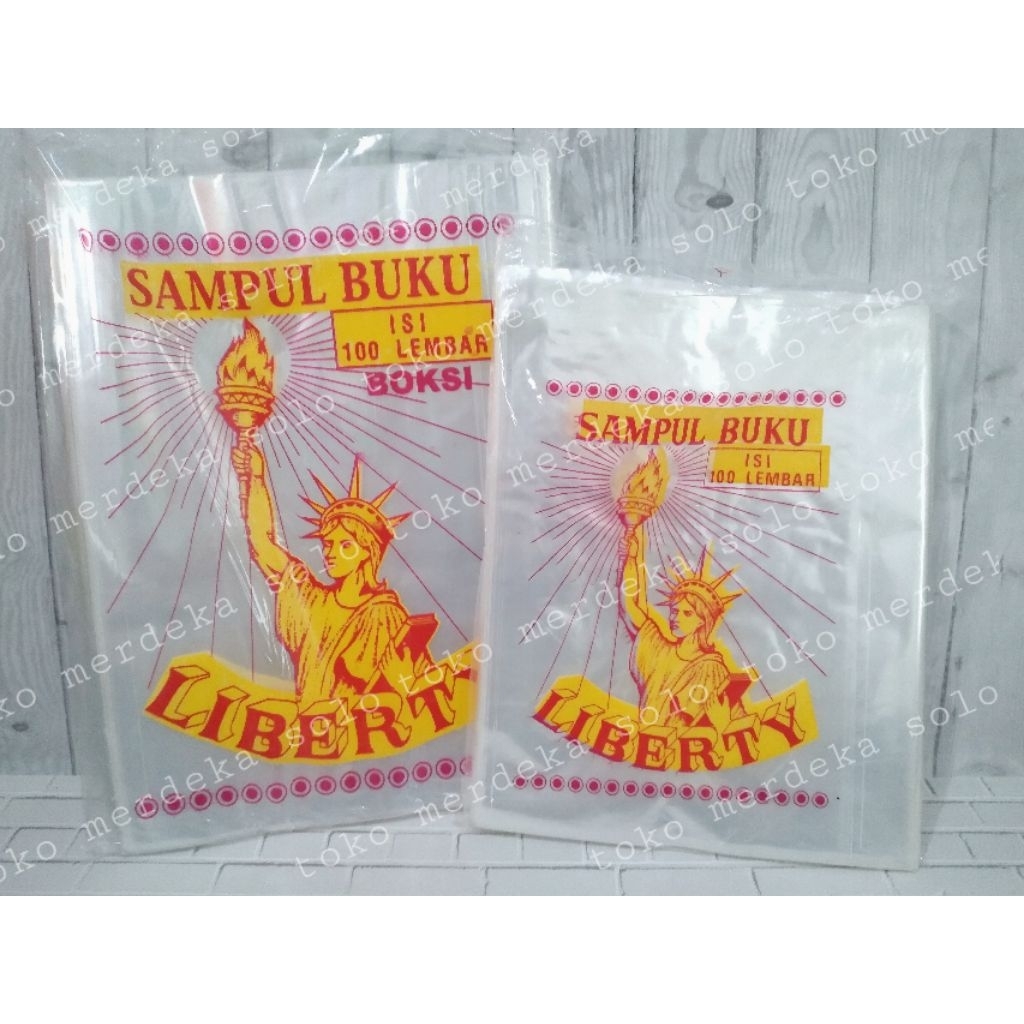 SAMPUL BUKU
ISI
100 LEMBAR
BOKSI
LIBERTY
SAMPUL BUKU
ISI
100 LEMBAR
LIBERTY
toko merdeka solo